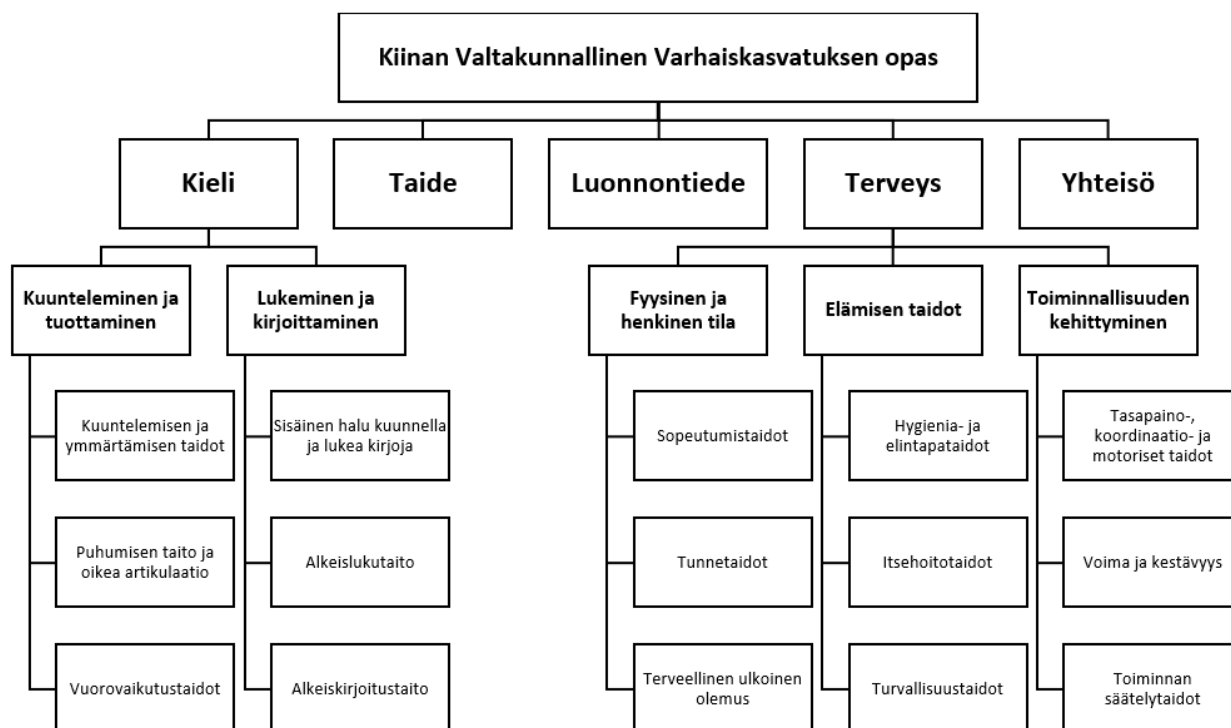 Kiinan Valtakunnallinen Varhaiskasvatuksen opas
Kieli
Taide
Luonnontiede
Terveys
Yhteisö
Kuunteleminen ja
tuottaminen
Lukeminen ja
kirjoittaminen
Fyysinen ja
henkinen tila
Elämisen taidot
Toiminnallisuuden
kehittyminen
Kuuntelemisen ja
ymmärtämisen taidot
Sisäinen halu kuunnella
ja lukea kirjoja
Sopeutumistaidot
Hygienia- ja
elintapataidot
Tasapaino-,
koordinaatio- ja
motoriset taidot
Puhumisen taito ja
oikea artikulaatio
Alkeislukutaito
Tunnetaidot
Itsehoitotaidot
Voima ja kestävyys
Vuorovaikutustaidot
Alkeiskirjoitustaito
Terveellinen ulkoinen
olemus
Turvallisuustaidot
Toiminnan
säätelytaidot